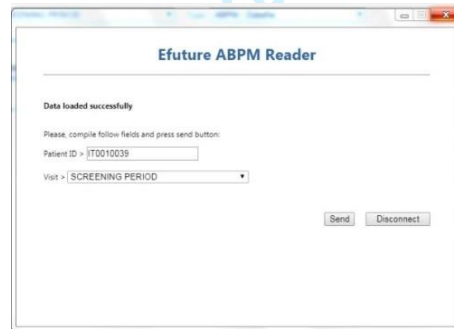 Efuture ABPM Reader
Data loaded successfully
Please, compile follow fields and press send button:
Patient ID > IT0010039
Visit > SCREENING PERIOD
Send Disconnect